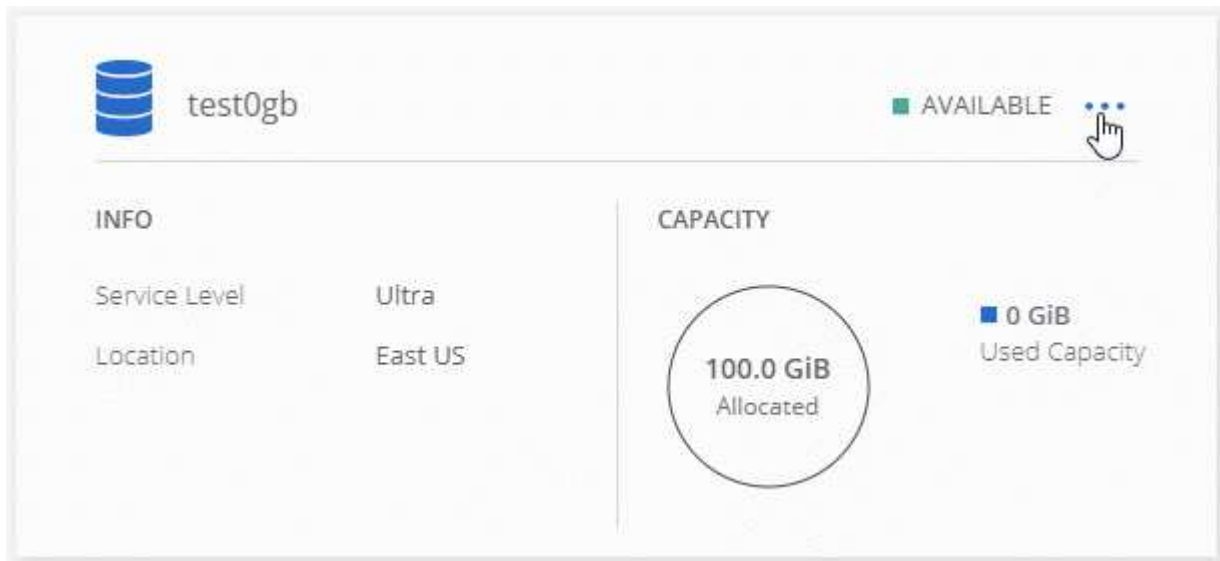 test0gb
AVAILABLE
INFO
Service Level Ultra
Location East US
CAPACITY
100.0 GiB
Allocated
0 GiB
Used Capacity